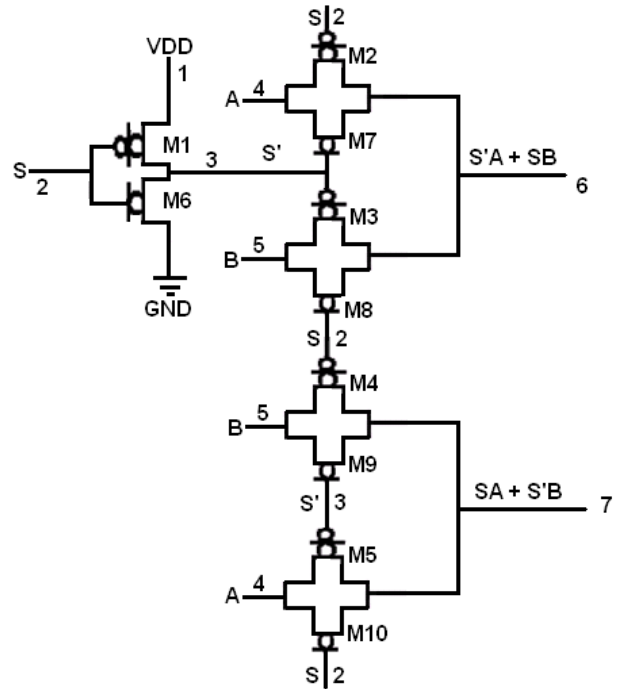 S 2
M2
VDD
1
A 4
M1
M7
S'A + SB
3 S'
S 2
6
M6
M3
B 5
GND
M8
S 2
M4
B 5
M9
SA + S'B
S' 3
7
M5
A 4
M10
S 2